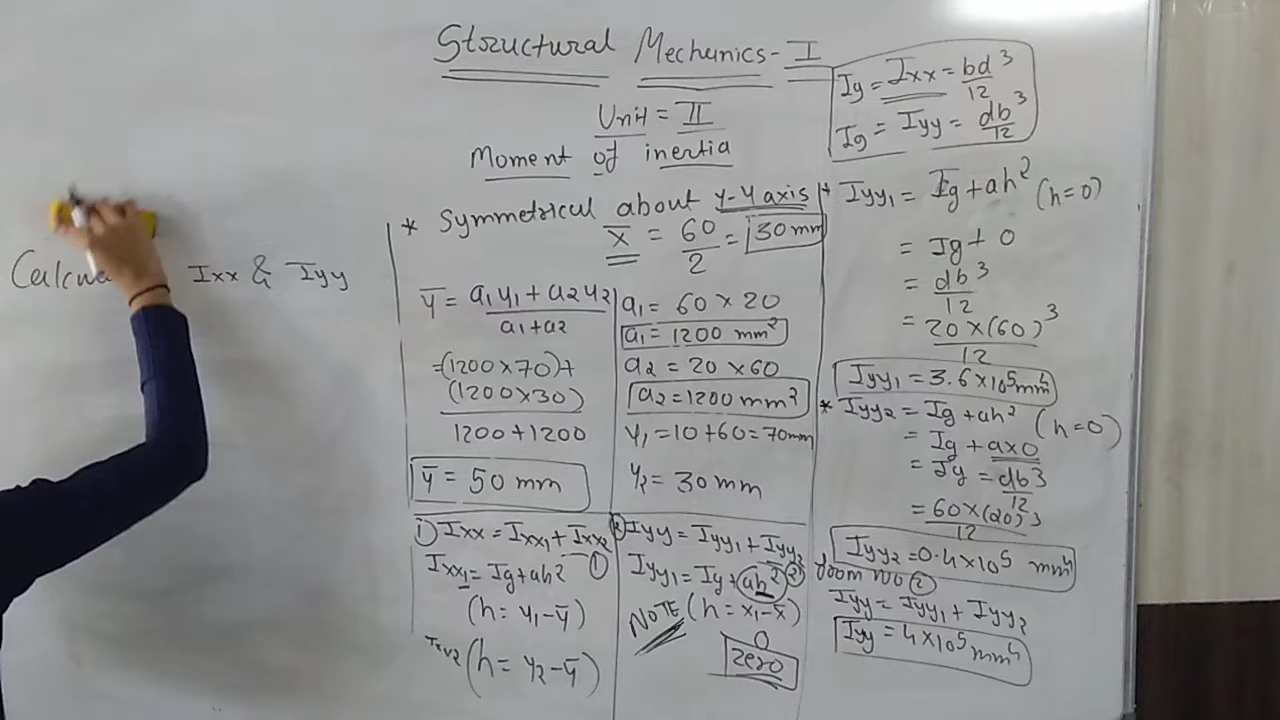 Structural Mechanics-I
Unit = II
Moment of inertia
Calcula Ixx & Iyy
* Symmetrical about y-y axis
x̄ = 60/2 = 30 mm
ȳ = a₁y₁ + a₂y₂ / a₁+a₂
=(1200×70)+
(1200×30)
1200+1200
ȳ = 50 mm
a₁ = 60 × 20
a₁ = 1200 mm²
a₂ = 20 × 60
a₂ = 1200 mm²
y₁ = 10+60 = 70mm
y₂ = 30 mm
① Ixx = Ixx₁ + Ixx₂ ①
Ixx₁ = Ig + ah²
(h = y₁ - ȳ)
Ixx₂ (h = y₂ - ȳ)
② Iyy = Iyy₁ + Iyy₂
Iyy₁ = Ig + ah² ②
NOTE (h = x₁ - x̄)
0
zero
Ig = Ixx = bd³/12
Ig = Iyy = db³/12
* Iyy₁ = Ig + ah² (h=0)
= Ig + 0
= db³/12
= 20×(60)³/12
Iyy₁ = 3.6×10⁵mm⁴
* Iyy₂ = Ig + ah² (h=0)
= Ig + a×0
= Ig = db³/12
= 60×(20)³/12
Iyy₂ = 0.4×10⁵ mm⁴
from no ②
Iyy = Iyy₁ + Iyy₂
Iyy = 4×10⁵mm⁴